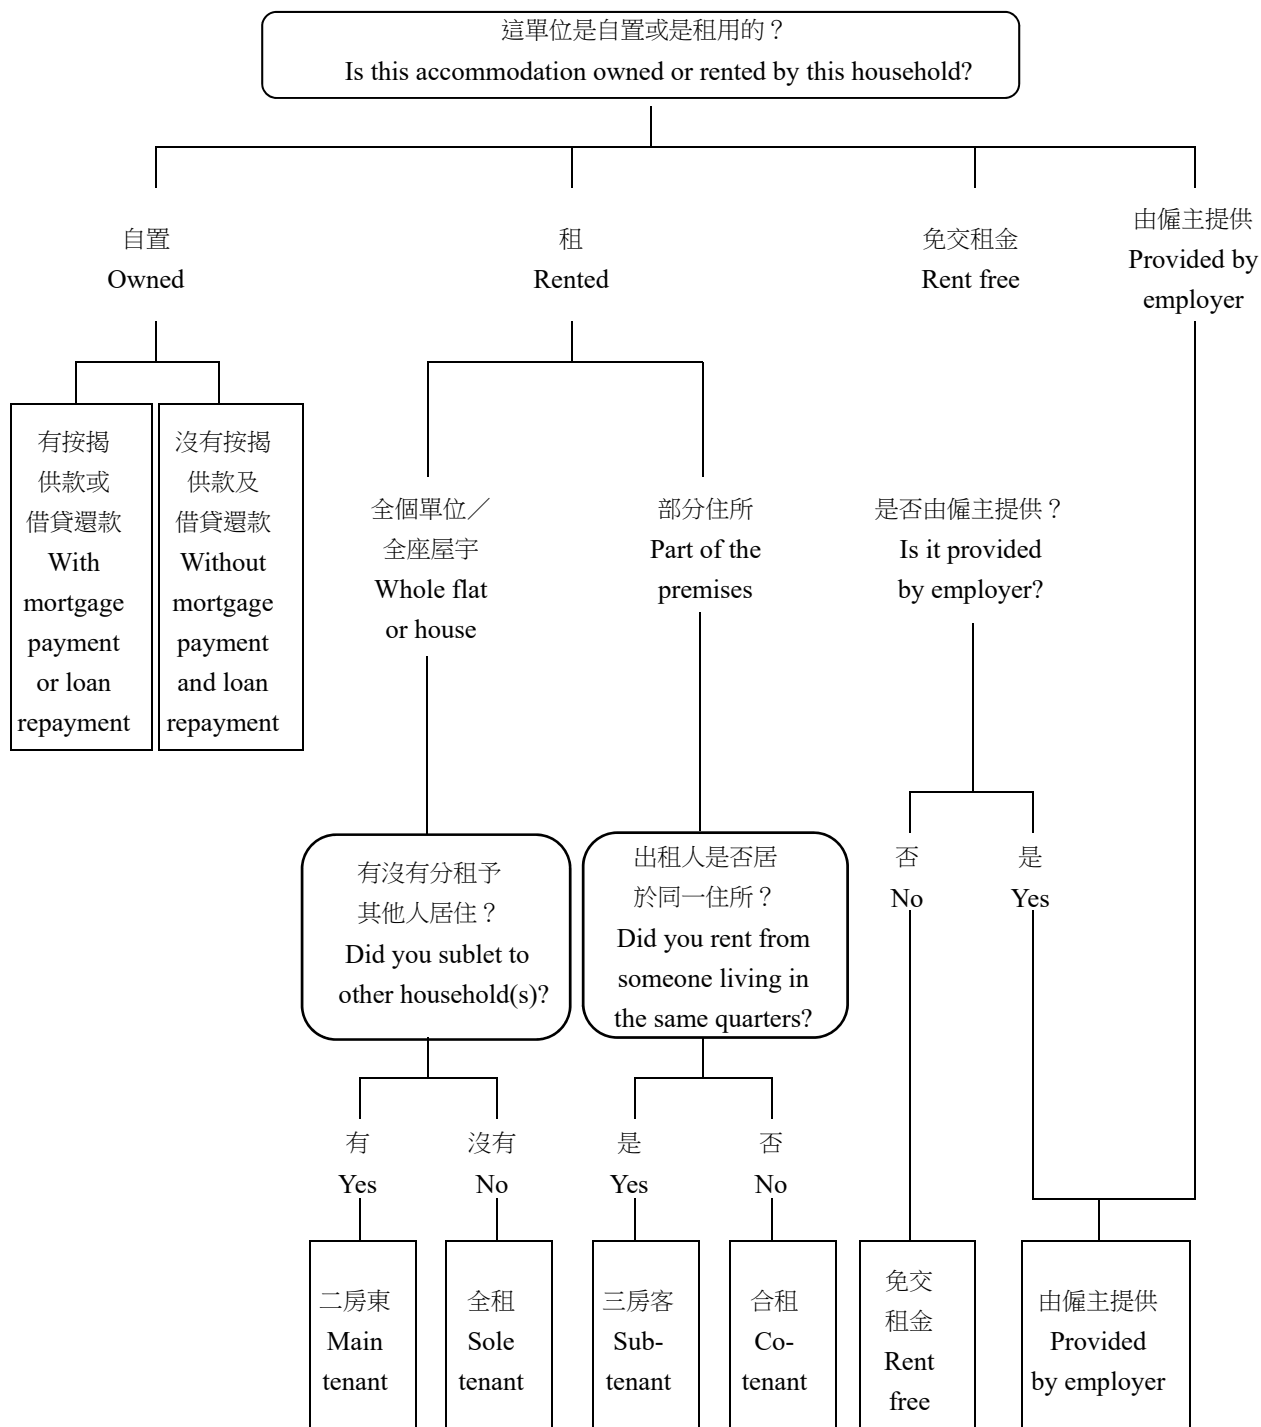 這單位是自置或是租用的？
Is this accommodation owned or rented by this household?
自置
Owned
租
Rented
免交租金
Rent free
由僱主提供
Provided by
employer
有按揭
供款或
借貸還款
With
mortgage
payment
or loan
repayment
沒有按揭
供款及
借貸還款
Without
mortgage
payment
and loan
repayment
全個單位／
全座屋宇
Whole flat
or house
部分住所
Part of the
premises
是否由僱主提供？
Is it provided
by employer?
有沒有分租予
其他人居住？
Did you sublet to
other household(s)?
出租人是否居
於同一住所？
Did you rent from
someone living in
the same quarters?
否
No
是
Yes
有
Yes
沒有
No
是
Yes
否
No
二房東
Main
tenant
全租
Sole
tenant
三房客
Sub-
tenant
合租
Co-
tenant
免交
租金
Rent
free
由僱主提供
Provided
by employer